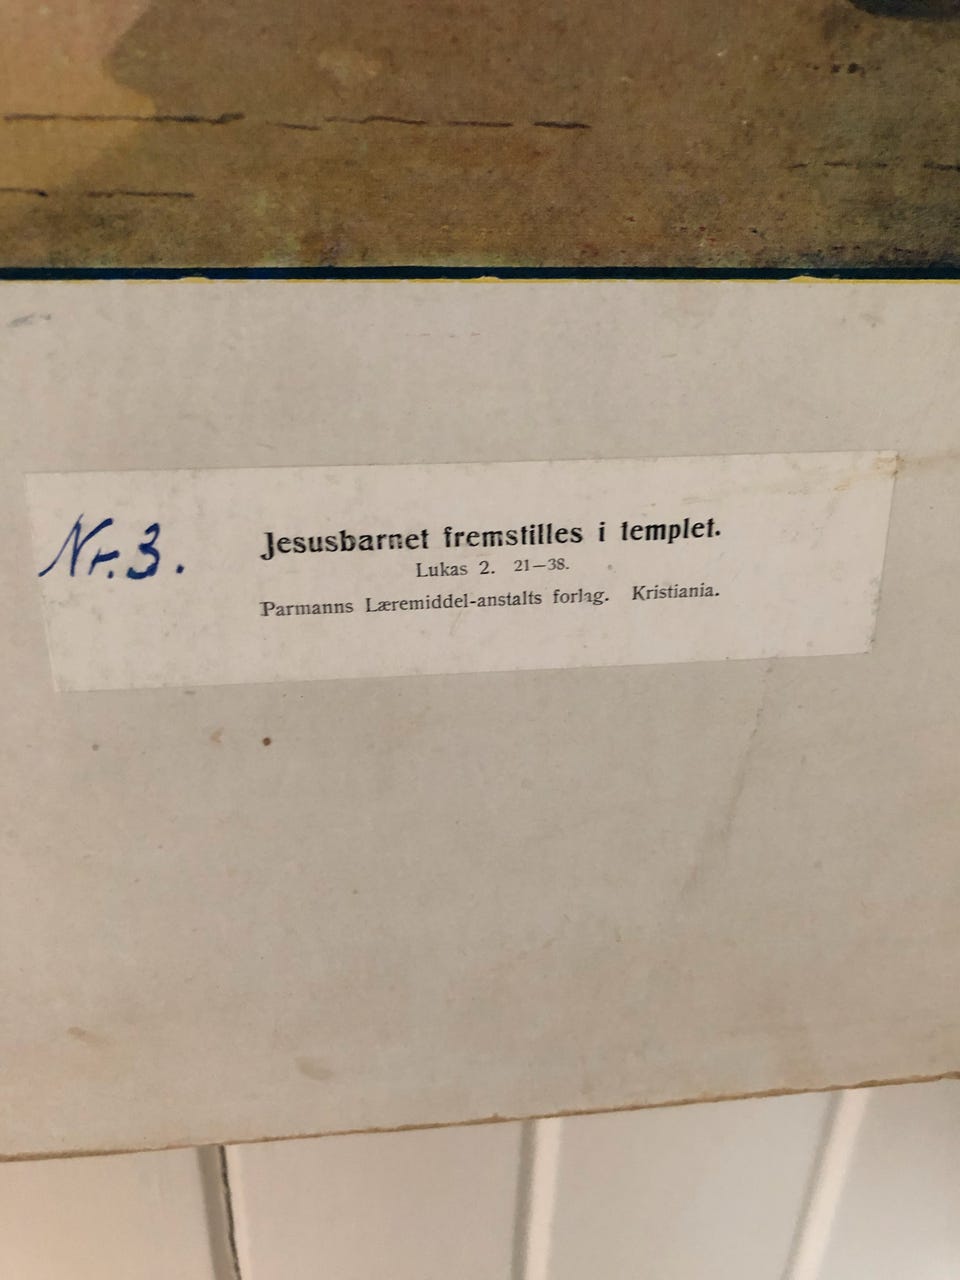 Nr. 3.
Jesusbarnet fremstilles i templet.
Lukas 2. 21—38.
Parmanns Læremiddel-anstalts forlag. Kristiania.